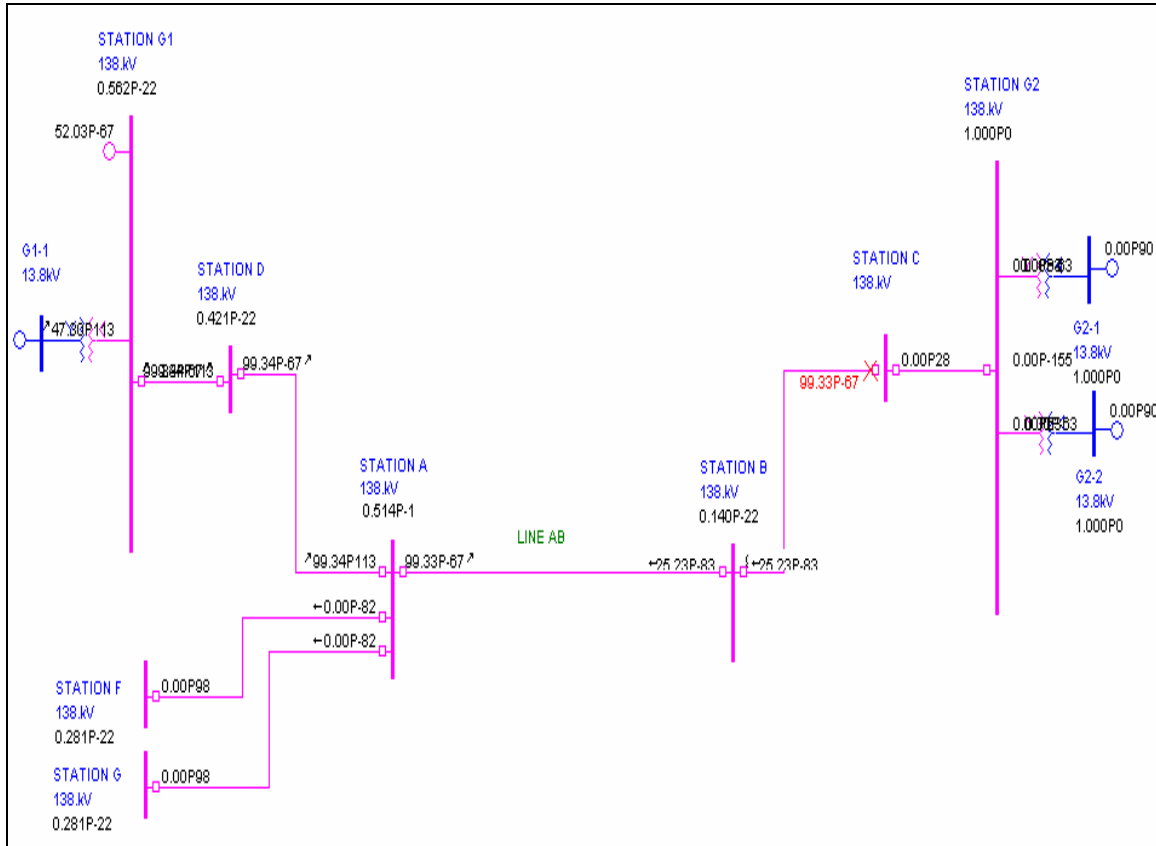 STATION G1
138.kV
0.562P-22
52.03P-67
G1-1
13.8kV
↗47.30P113
STATION D
138.kV
0.421P-22
99.34P-67↗
STATION G2
138.kV
1.000P0
0.00P90
G2-1
13.8kV
1.000P0
STATION C
138.kV
99.33P-67
0.00P28
0.00P-155
0.00P90
G2-2
13.8kV
1.000P0
STATION A
138.kV
0.514P-1
↗99.34P113
99.33P-67↗
LINE AB
STATION B
138.kV
0.140P-22
←25.23P-83
←25.23P-83
←0.00P-82
←0.00P-82
STATION F
138.kV
0.281P-22
0.00P98
STATION G
138.kV
0.281P-22
0.00P98